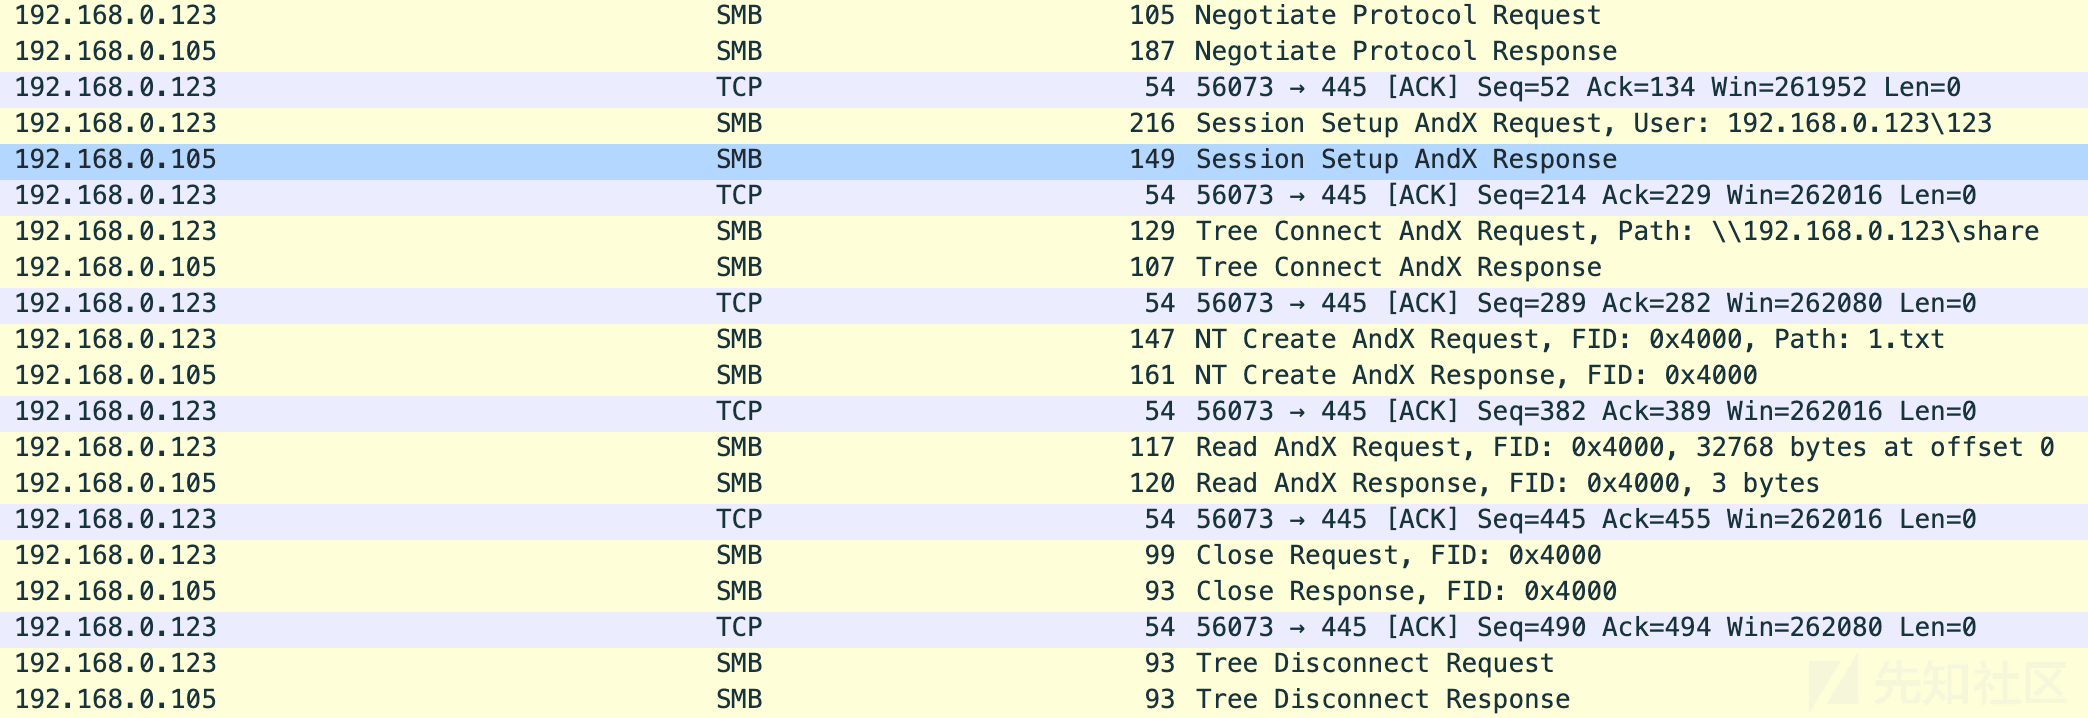 192.168.0.123 SMB 105 Negotiate Protocol Request
192.168.0.105 SMB 187 Negotiate Protocol Response
192.168.0.123 TCP 54 56073 → 445 [ACK] Seq=52 Ack=134 Win=261952 Len=0
192.168.0.123 SMB 216 Session Setup AndX Request, User: 192.168.0.123\123
192.168.0.105 SMB 149 Session Setup AndX Response
192.168.0.123 TCP 54 56073 → 445 [ACK] Seq=214 Ack=229 Win=262016 Len=0
192.168.0.123 SMB 129 Tree Connect AndX Request, Path: \\192.168.0.123\share
192.168.0.105 SMB 107 Tree Connect AndX Response
192.168.0.123 TCP 54 56073 → 445 [ACK] Seq=289 Ack=282 Win=262080 Len=0
192.168.0.123 SMB 147 NT Create AndX Request, FID: 0x4000, Path: 1.txt
192.168.0.105 SMB 161 NT Create AndX Response, FID: 0x4000
192.168.0.123 TCP 54 56073 → 445 [ACK] Seq=382 Ack=389 Win=262016 Len=0
192.168.0.123 SMB 117 Read AndX Request, FID: 0x4000, 32768 bytes at offset 0
192.168.0.105 SMB 120 Read AndX Response, FID: 0x4000, 3 bytes
192.168.0.123 TCP 54 56073 → 445 [ACK] Seq=445 Ack=455 Win=262016 Len=0
192.168.0.123 SMB 99 Close Request, FID: 0x4000
192.168.0.105 SMB 93 Close Response, FID: 0x4000
192.168.0.123 TCP 54 56073 → 445 [ACK] Seq=490 Ack=494 Win=262080 Len=0
192.168.0.123 SMB 93 Tree Disconnect Request
192.168.0.105 SMB 93 Tree Disconnect Response
先知社区